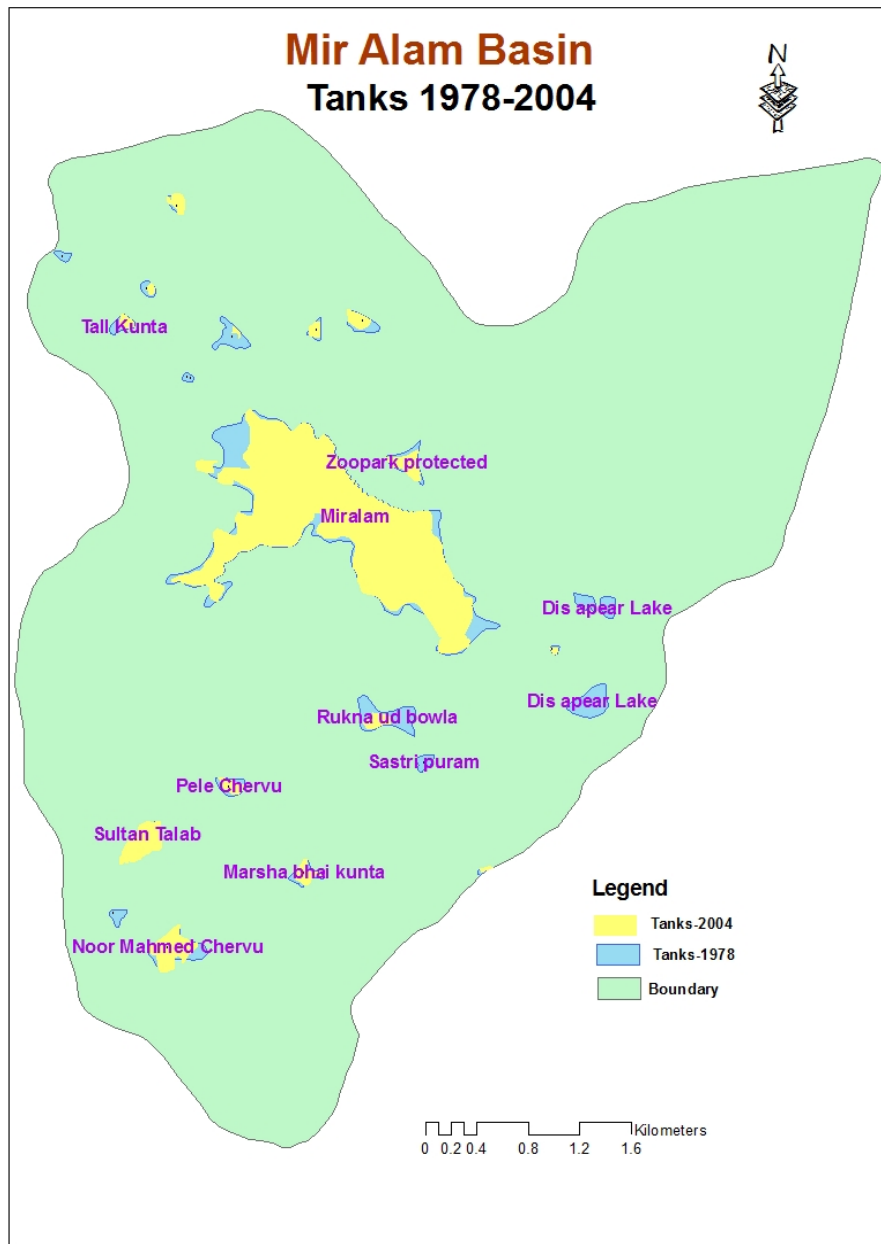 Mir Alam Basin
Tanks 1978-2004
N
Tall Kunta
Zoopark protected
Miralam
Dis apear Lake
Dis apear Lake
Rukna ud bowla
Sastri puram
Pele Chervu
Sultan Talab
Marsha bhai kunta
Noor Mahmed Chervu
Legend
Tanks-2004
Tanks-1978
Boundary
Kilometers
0 0.2 0.4 0.8 1.2 1.6